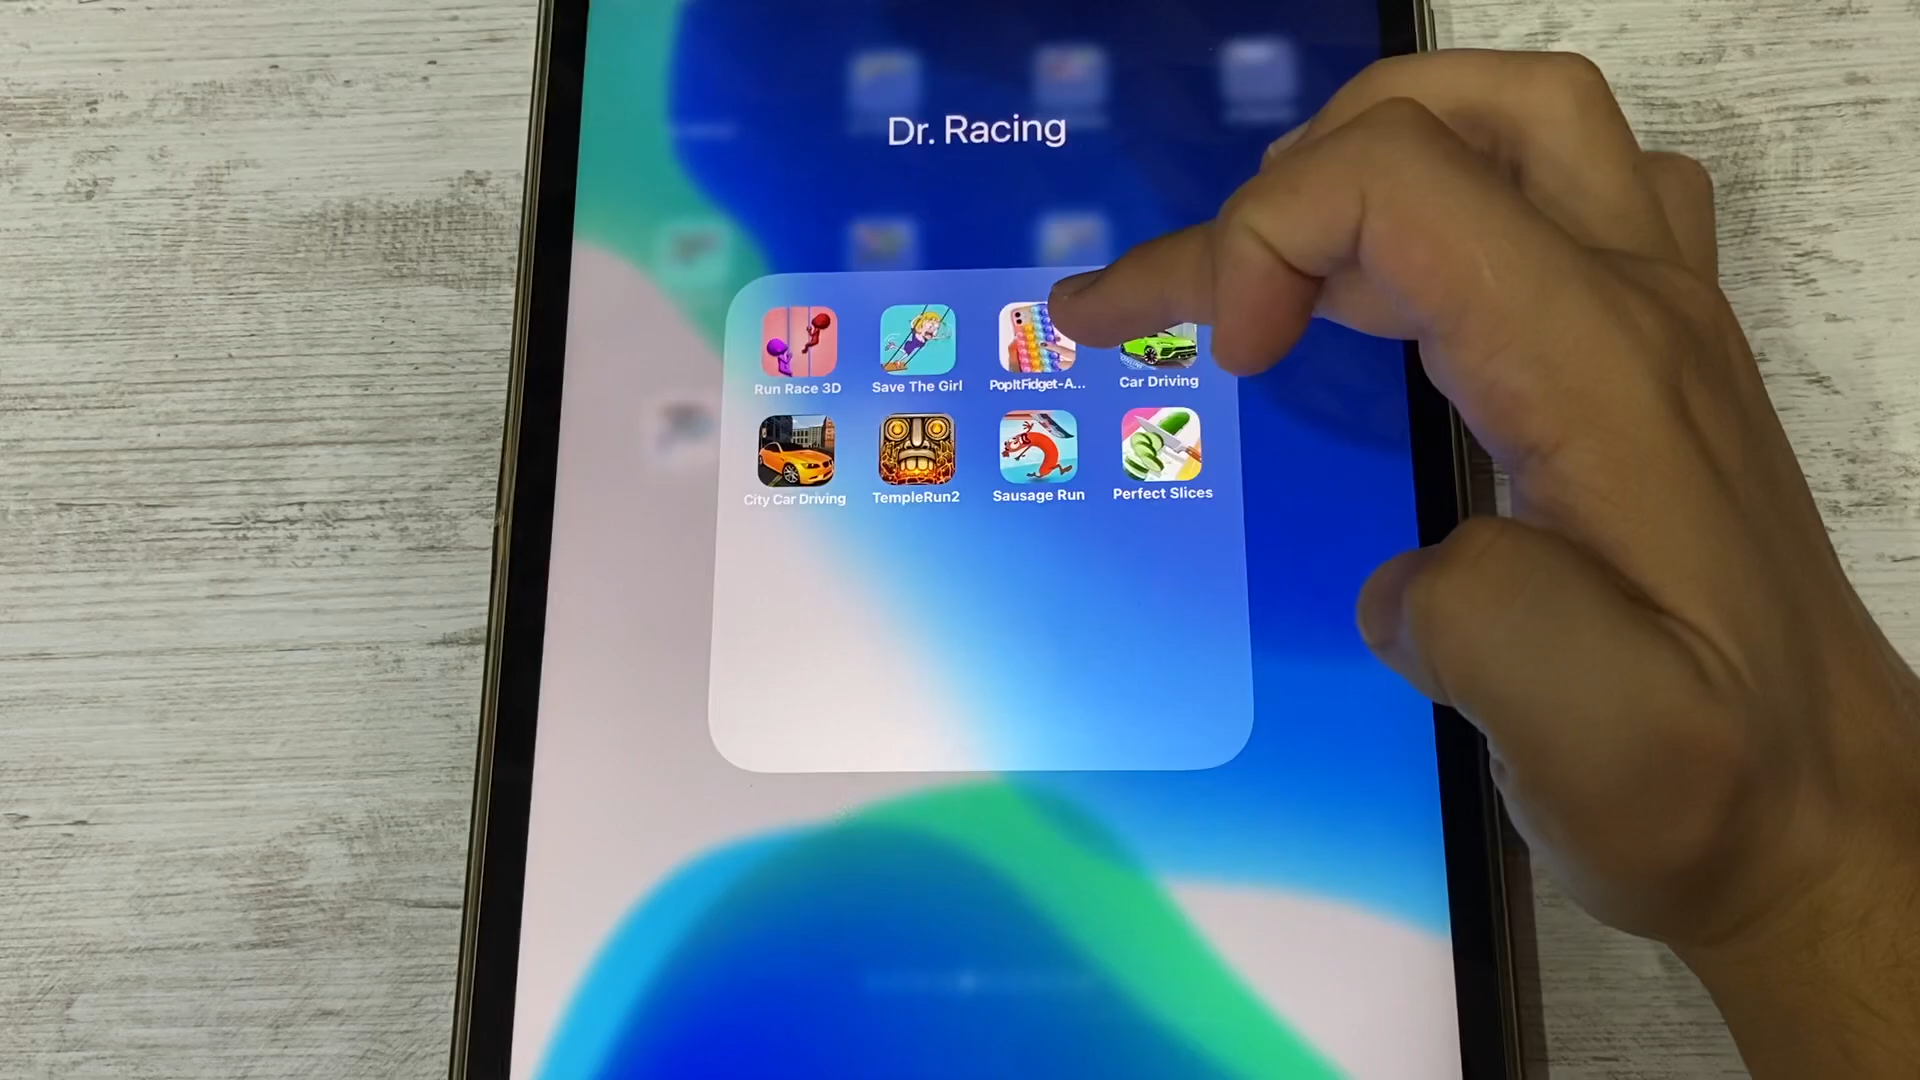 Dr. Racing
Run Race 3D
Save The Girl
PopItFidget-A...
Car Driving
City Car Driving
TempleRun2
Sausage Run
Perfect Slices